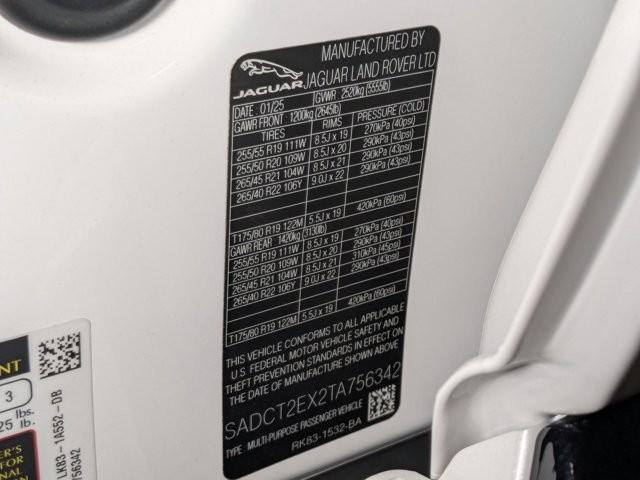 MANUFACTURED BY
JAGUAR LAND ROVER LTD
JAGUAR
DATE 01/25 GVWR 2520kg (5555lb)
GAWR FRONT 1200kg (2645lb)
TIRES RIMS PRESSURE (COLD)
255/55 R19 111W 8.5J x 19 270kPa (40psi)
255/50 R20 109W 8.5J x 20 290kPa (43psi)
265/45 R21 104W 8.5J x 21 290kPa (43psi)
265/40 R22 106Y 9.0J x 22 290kPa (43psi)
T175/80 R19 122M 5.5J x 19 420kPa (60psi)
GAWR REAR 1420kg (3130lb)
255/55 R19 111W 8.5J x 19 270kPa (40psi)
255/50 R20 109W 8.5J x 20 290kPa (43psi)
265/45 R21 104W 8.5J x 21 310kPa (45psi)
265/40 R22 106Y 9.0J x 22 290kPa (43psi)
T175/80 R19 122M 5.5J x 19 420kPa (60psi)
THIS VEHICLE CONFORMS TO ALL APPLICABLE
U.S FEDERAL MOTOR VEHICLE SAFETY AND
THEFT PREVENTION STANDARDS IN EFFECT ON
THE DATE OF MANUFACTURE SHOWN ABOVE
SADCT2EX2TA756342
TYPE: MULTI-PURPOSE PASSENGER VEHICLE
RK83-1532-BA
3
25 lbs.
LK83-1A552-DB
756342